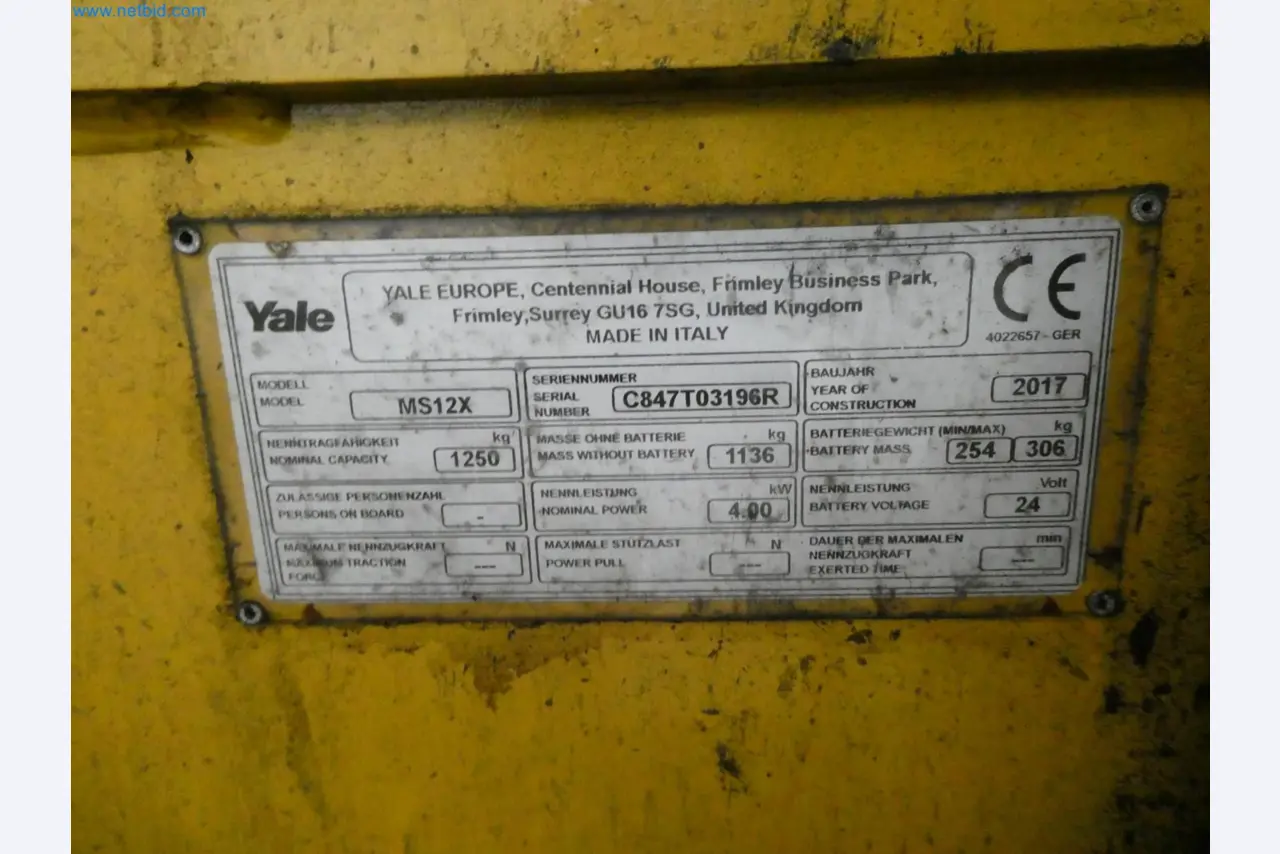 www.netbid.com
Yale
YALE EUROPE, Centennial House, Frimley Business Park,
Frimley,Surrey GU16 7SG, United Kingdom
MADE IN ITALY
CE
4022657-GER
MODELL
MODEL
MS12X
SERIENNUMMER
SERIAL
NUMBER
C847T03196R
BAUJAHR
YEAR OF
CONSTRUCTION
2017
NENNTRAGFÄHIGKEIT
NOMINAL CAPACITY
kg
1250
MASSE OHNE BATTERIE
MASS WITHOUT BATTERY
kg
1136
BATTERIEGEWICHT (MIN/MAX)
BATTERY MASS
kg
254 306
ZULÄSSIGE PERSONENZAHL
PERSONS ON BOARD
-
NENNLEISTUNG
NOMINAL POWER
kW
4.00
NENNLEISTUNG
BATTERY VOLTAGE
Volt
24
MAXIMALE NENNZUGKRAFT
MAXIMUM TRACTION
FORCE
N
---
MAXIMALE STÜTZLAST
POWER PULL
N
---
DAUER DER MAXIMALEN
NENNZUGKRAFT
EXERTED TIME
min
---